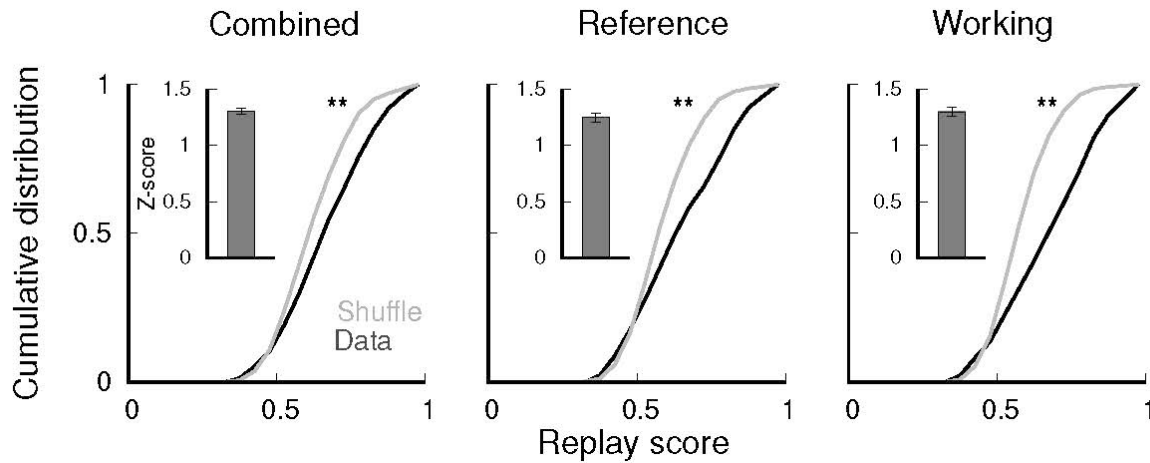 Combined Reference Working
Cumulative distribution
1 0.5 0
Z-score
1.5 1 0.5 0
**
Shuffle
Data
1.5 1 0.5 0
**
1.5 1 0.5 0
**
0 0.5 1 0 0.5 1 0 0.5 1
Replay score